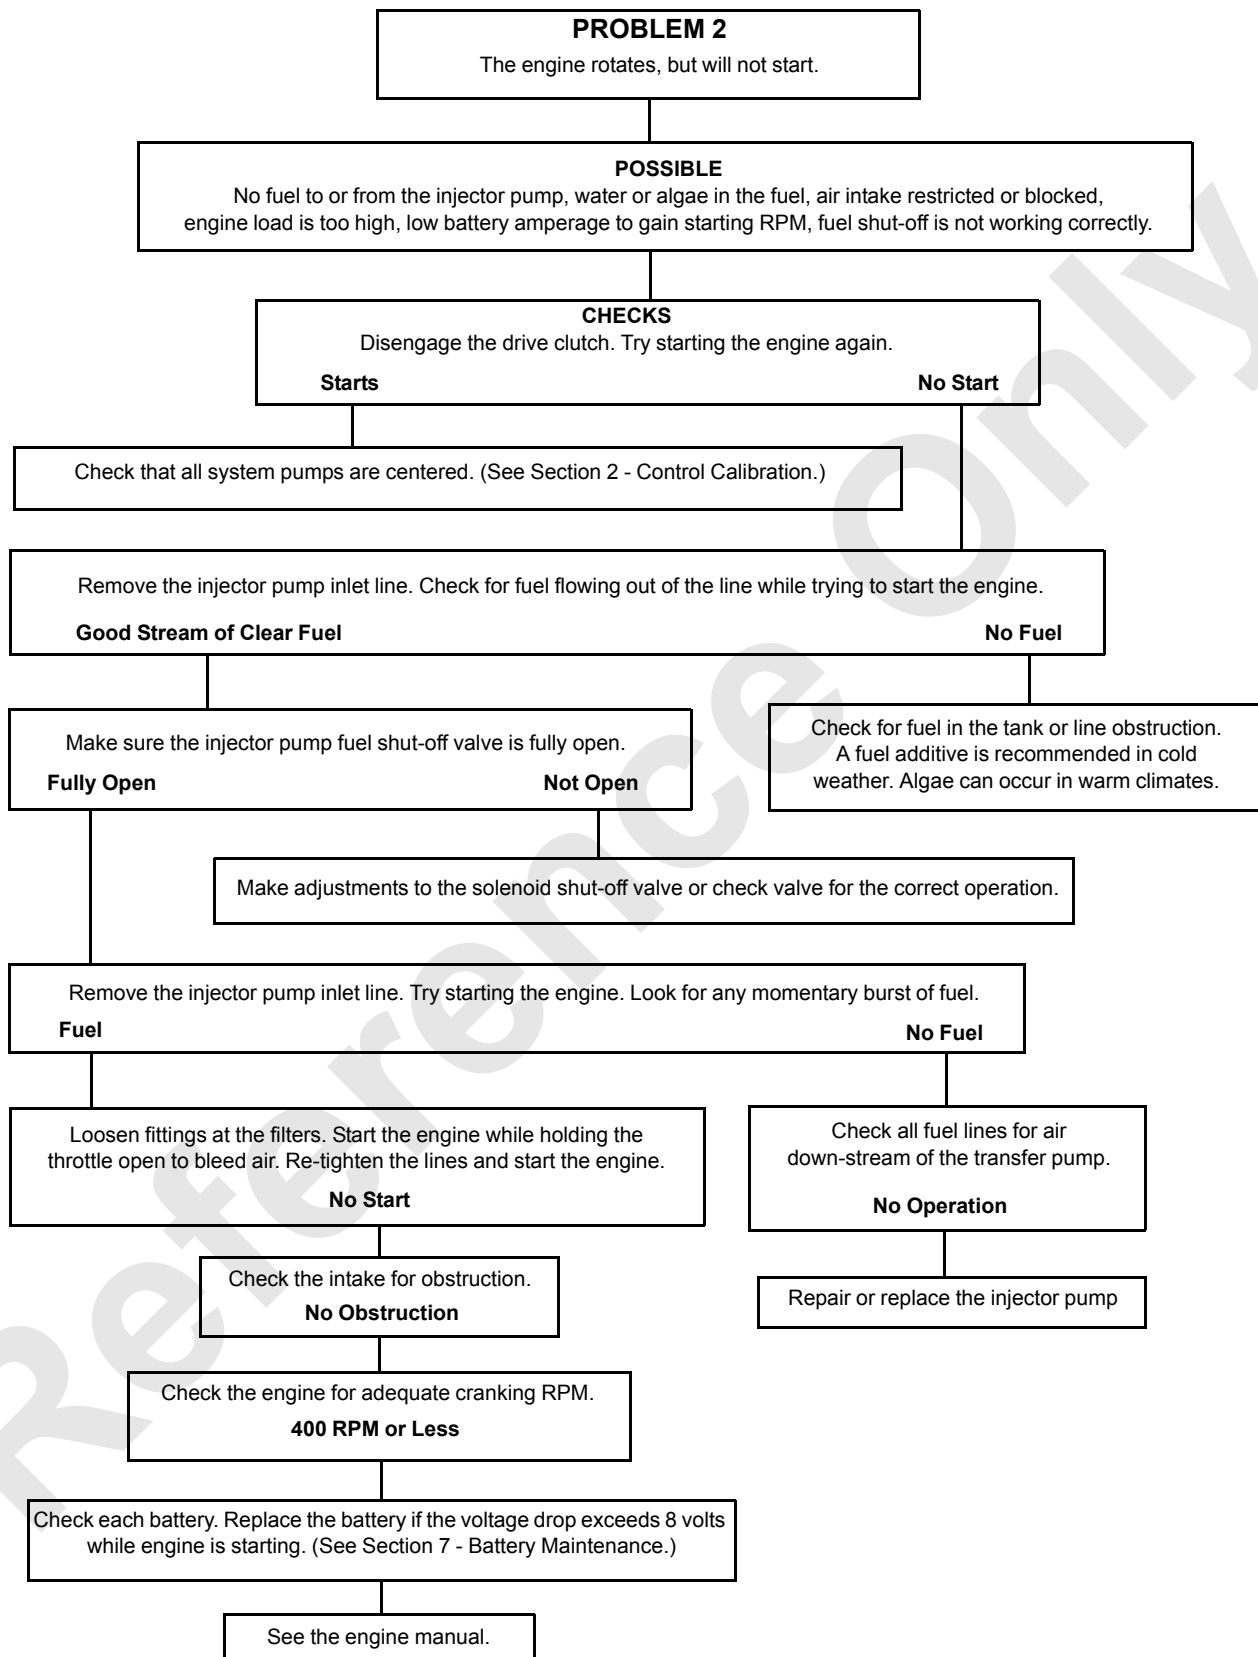 PROBLEM 2
The engine rotates, but will not start.
POSSIBLE
No fuel to or from the injector pump, water or algae in the fuel, air intake restricted or blocked,
engine load is too high, low battery amperage to gain starting RPM, fuel shut-off is not working correctly.
CHECKS
Disengage the drive clutch. Try starting the engine again.
Starts
No Start
Check that all system pumps are centered. (See Section 2 - Control Calibration.)
Remove the injector pump inlet line. Check for fuel flowing out of the line while trying to start the engine.
Good Stream of Clear Fuel
No Fuel
Make sure the injector pump fuel shut-off valve is fully open.
Fully Open
Not Open
Check for fuel in the tank or line obstruction.
A fuel additive is recommended in cold
weather. Algae can occur in warm climates.
Make adjustments to the solenoid shut-off valve or check valve for the correct operation.
Remove the injector pump inlet line. Try starting the engine. Look for any momentary burst of fuel.
Fuel
No Fuel
Loosen fittings at the filters. Start the engine while holding the
throttle open to bleed air. Re-tighten the lines and start the engine.
No Start
Check all fuel lines for air
down-stream of the transfer pump.
No Operation
Check the intake for obstruction.
No Obstruction
Repair or replace the injector pump
Check the engine for adequate cranking RPM.
400 RPM or Less
Check each battery. Replace the battery if the voltage drop exceeds 8 volts
while engine is starting. (See Section 7 - Battery Maintenance.)
See the engine manual.
Reference Only